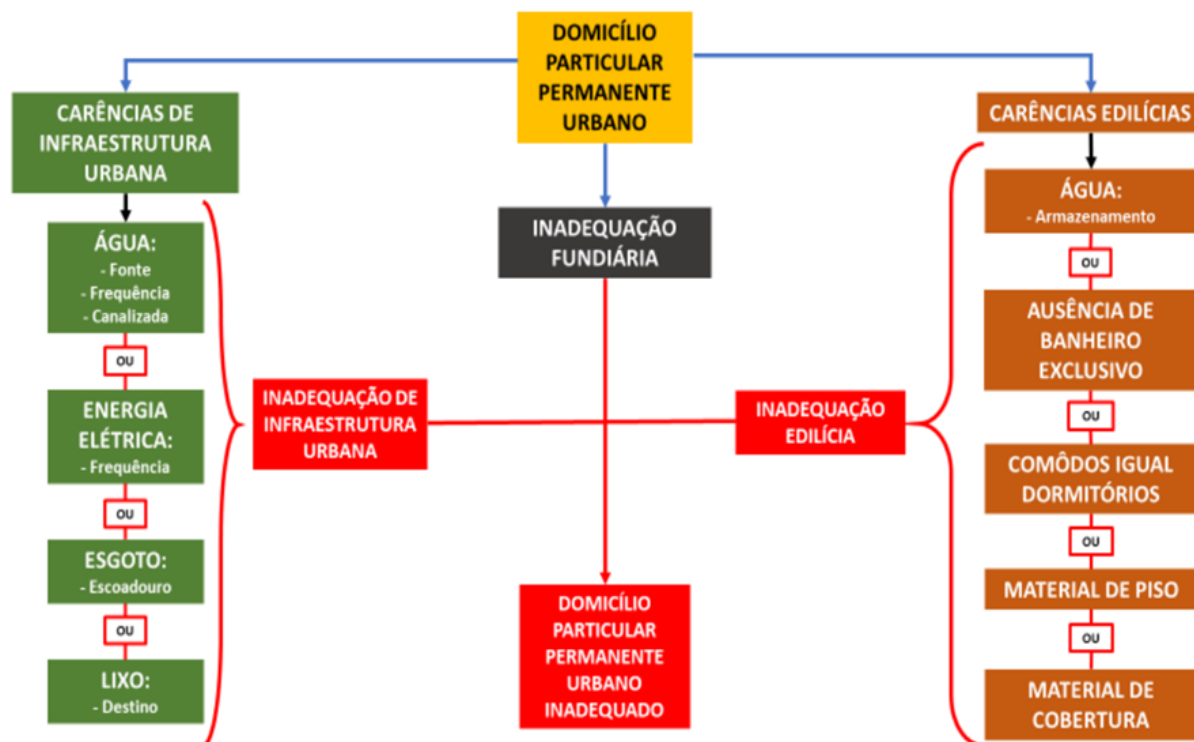 DOMICÍLIO
PARTICULAR
PERMANENTE
URBANO
CARÊNCIAS DE
INFRAESTRUTURA
URBANA
ÁGUA:
- Fonte
- Frequência
- Canalizada
OU
ENERGIA
ELÉTRICA:
- Frequência
OU
ESGOTO:
- Escoadouro
OU
LIXO:
- Destino
INADEQUAÇÃO DE
INFRAESTRUTURA
URBANA
INADEQUAÇÃO
FUNDIÁRIA
DOMICÍLIO
PARTICULAR
PERMANENTE
URBANO
INADEQUADO
INADEQUAÇÃO
EDILÍCIA
CARÊNCIAS EDILÍCIAS
ÁGUA:
- Armazenamento
OU
AUSÊNCIA DE
BANHEIRO
EXCLUSIVO
OU
COMÔDOS IGUAL
DORMITÓRIOS
OU
MATERIAL DE PISO
OU
MATERIAL DE
COBERTURA